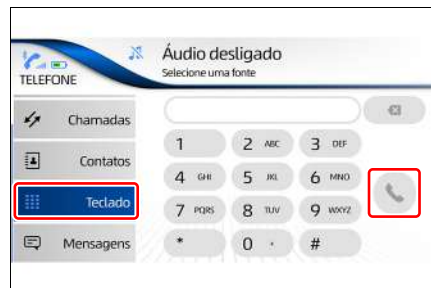 Áudio desligado
Selecione uma fonte
TELEFONE
Chamadas
Contatos
Teclado
Mensagens
1
2 ABC
3 DEF
4 GHI
5 JKL
6 MNO
7 PQRS
8 TUV
9 WXYZ
*
0
#